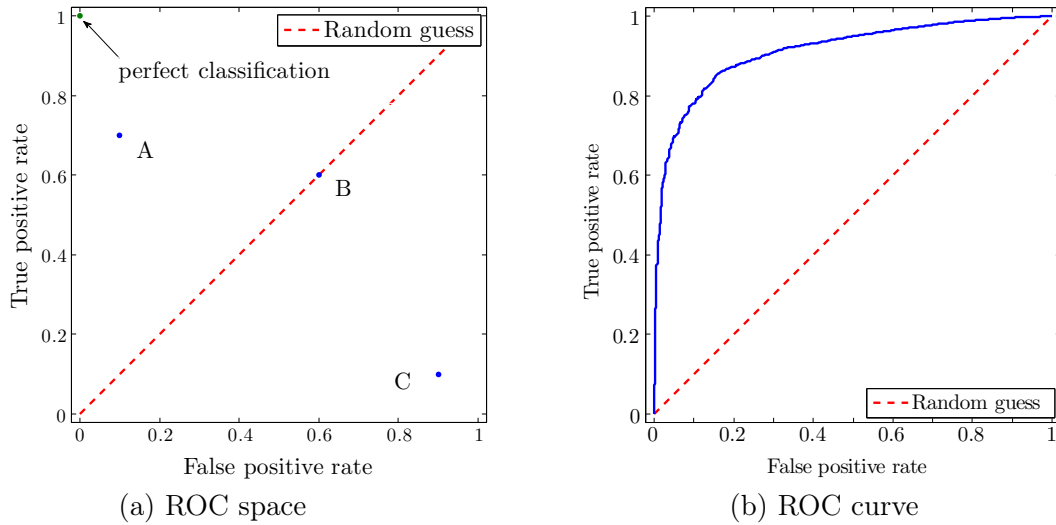 1
0.8
0.6
0.4
0.2
0
0
0.2
0.4
0.6
0.8
1
True positive rate
False positive rate
Random guess
perfect classification
A
B
C
(a) ROC space
1
0.8
0.6
0.4
0.2
0
0
0.2
0.4
0.6
0.8
1
True positive rate
False positive rate
Random guess
(b) ROC curve